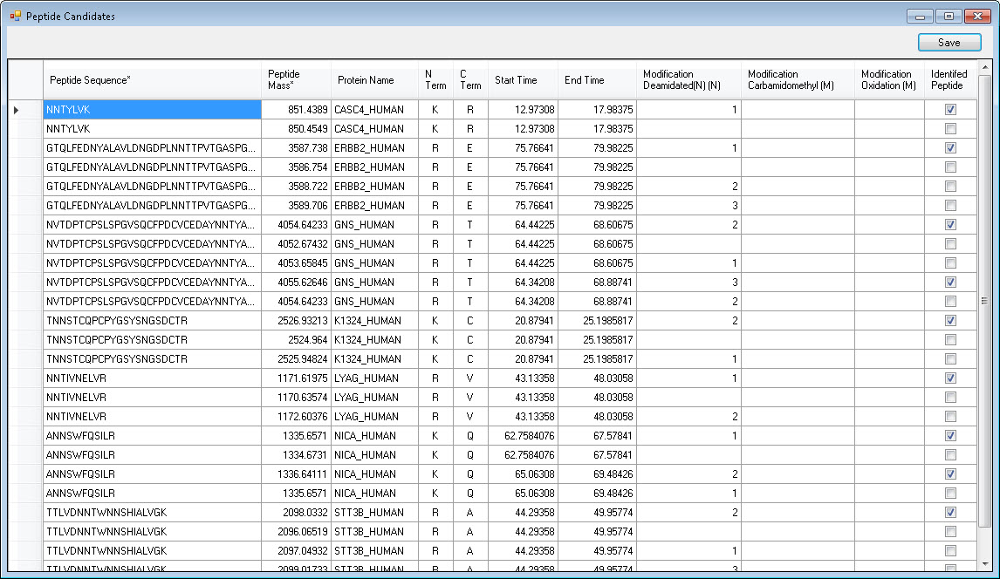 Peptide Candidates
Save
Peptide Sequence* Peptide Mass* Protein Name N Term C Term Start Time End Time Modification Deamidated(N) (N) Modification Carbamidomethyl (M) Modification Oxidation (M) Identifed Peptide
NNTYLVK 851.4389 CASC4_HUMAN K R 12.97308 17.98375 1
NNTYLVK 850.4549 CASC4_HUMAN K R 12.97308 17.98375
GTQLFEDNYALAVLDNGDPLNNTTPVTGASPG... 3587.738 ERBB2_HUMAN R E 75.76641 79.98225 1
GTQLFEDNYALAVLDNGDPLNNTTPVTGASPG... 3586.754 ERBB2_HUMAN R E 75.76641 79.98225
GTQLFEDNYALAVLDNGDPLNNTTPVTGASPG... 3588.722 ERBB2_HUMAN R E 75.76641 79.98225 2
GTQLFEDNYALAVLDNGDPLNNTTPVTGASPG... 3589.706 ERBB2_HUMAN R E 75.76641 79.98225 3
NVTDPTCPSLSPGVSQCFPDCVCEDAYNNTYA... 4054.64233 GNS_HUMAN R T 64.44225 68.60675 2
NVTDPTCPSLSPGVSQCFPDCVCEDAYNNTYA... 4052.67432 GNS_HUMAN R T 64.44225 68.60675
NVTDPTCPSLSPGVSQCFPDCVCEDAYNNTYA... 4053.65845 GNS_HUMAN R T 64.44225 68.60675 1
NVTDPTCPSLSPGVSQCFPDCVCEDAYNNTYA... 4055.62646 GNS_HUMAN R T 64.34208 68.88741 3
NVTDPTCPSLSPGVSQCFPDCVCEDAYNNTYA... 4054.64233 GNS_HUMAN R T 64.34208 68.88741 2
TNNSTCQPCPYGSYSNGSDCTR 2526.93213 K1324_HUMAN K C 20.87941 25.1985817 2
TNNSTCQPCPYGSYSNGSDCTR 2524.964 K1324_HUMAN K C 20.87941 25.1985817
TNNSTCQPCPYGSYSNGSDCTR 2525.94824 K1324_HUMAN K C 20.87941 25.1985817 1
NNTIVNELVR 1171.61975 LYAG_HUMAN R V 43.13358 48.03058 1
NNTIVNELVR 1170.63574 LYAG_HUMAN R V 43.13358 48.03058
NNTIVNELVR 1172.60376 LYAG_HUMAN R V 43.13358 48.03058 2
ANNSWFQSILR 1335.6571 NICA_HUMAN K Q 62.7584076 67.57841 1
ANNSWFQSILR 1334.6731 NICA_HUMAN K Q 62.7584076 67.57841
ANNSWFQSILR 1336.64111 NICA_HUMAN K Q 65.06308 69.48426 2
ANNSWFQSILR 1335.6571 NICA_HUMAN K Q 65.06308 69.48426 1
TTLVDNNTWNNSHIALVGK 2098.0332 STT3B_HUMAN R A 44.29358 49.95774 2
TTLVDNNTWNNSHIALVGK 2096.06519 STT3B_HUMAN R A 44.29358 49.95774
TTLVDNNTWNNSHIALVGK 2097.04932 STT3B_HUMAN R A 44.29358 49.95774 1
TTLVDNNTWNNSHIALVGK 2099.01733 STT3B_HUMAN R A 44.29358 49.95774 3